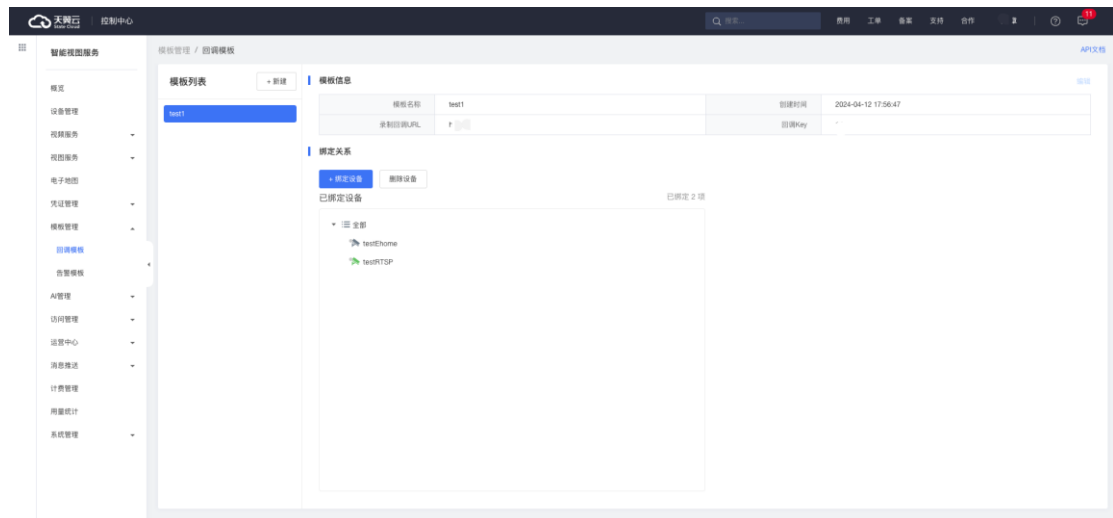 天翼云 控制中心 搜索... 费用 工单 备案 支持 合作 11
State Cloud
智能视图服务
模板管理 / 回调模板 API文档
模板列表 + 新建
模板信息 编辑
概览
模板名称 test1 创建时间 2024-04-12 17:56:47
设备管理
test1
录制回调URL 回调Key
视频服务
绑定关系
视图服务
+ 绑定设备 删除设备
电子地图
已绑定设备 已绑定 2 项
凭证管理
模板管理
全部
回调模板
testEhome
告警模板
testRTSP
AI管理
访问管理
运营中心
消息推送
计费管理
用量统计
系统管理